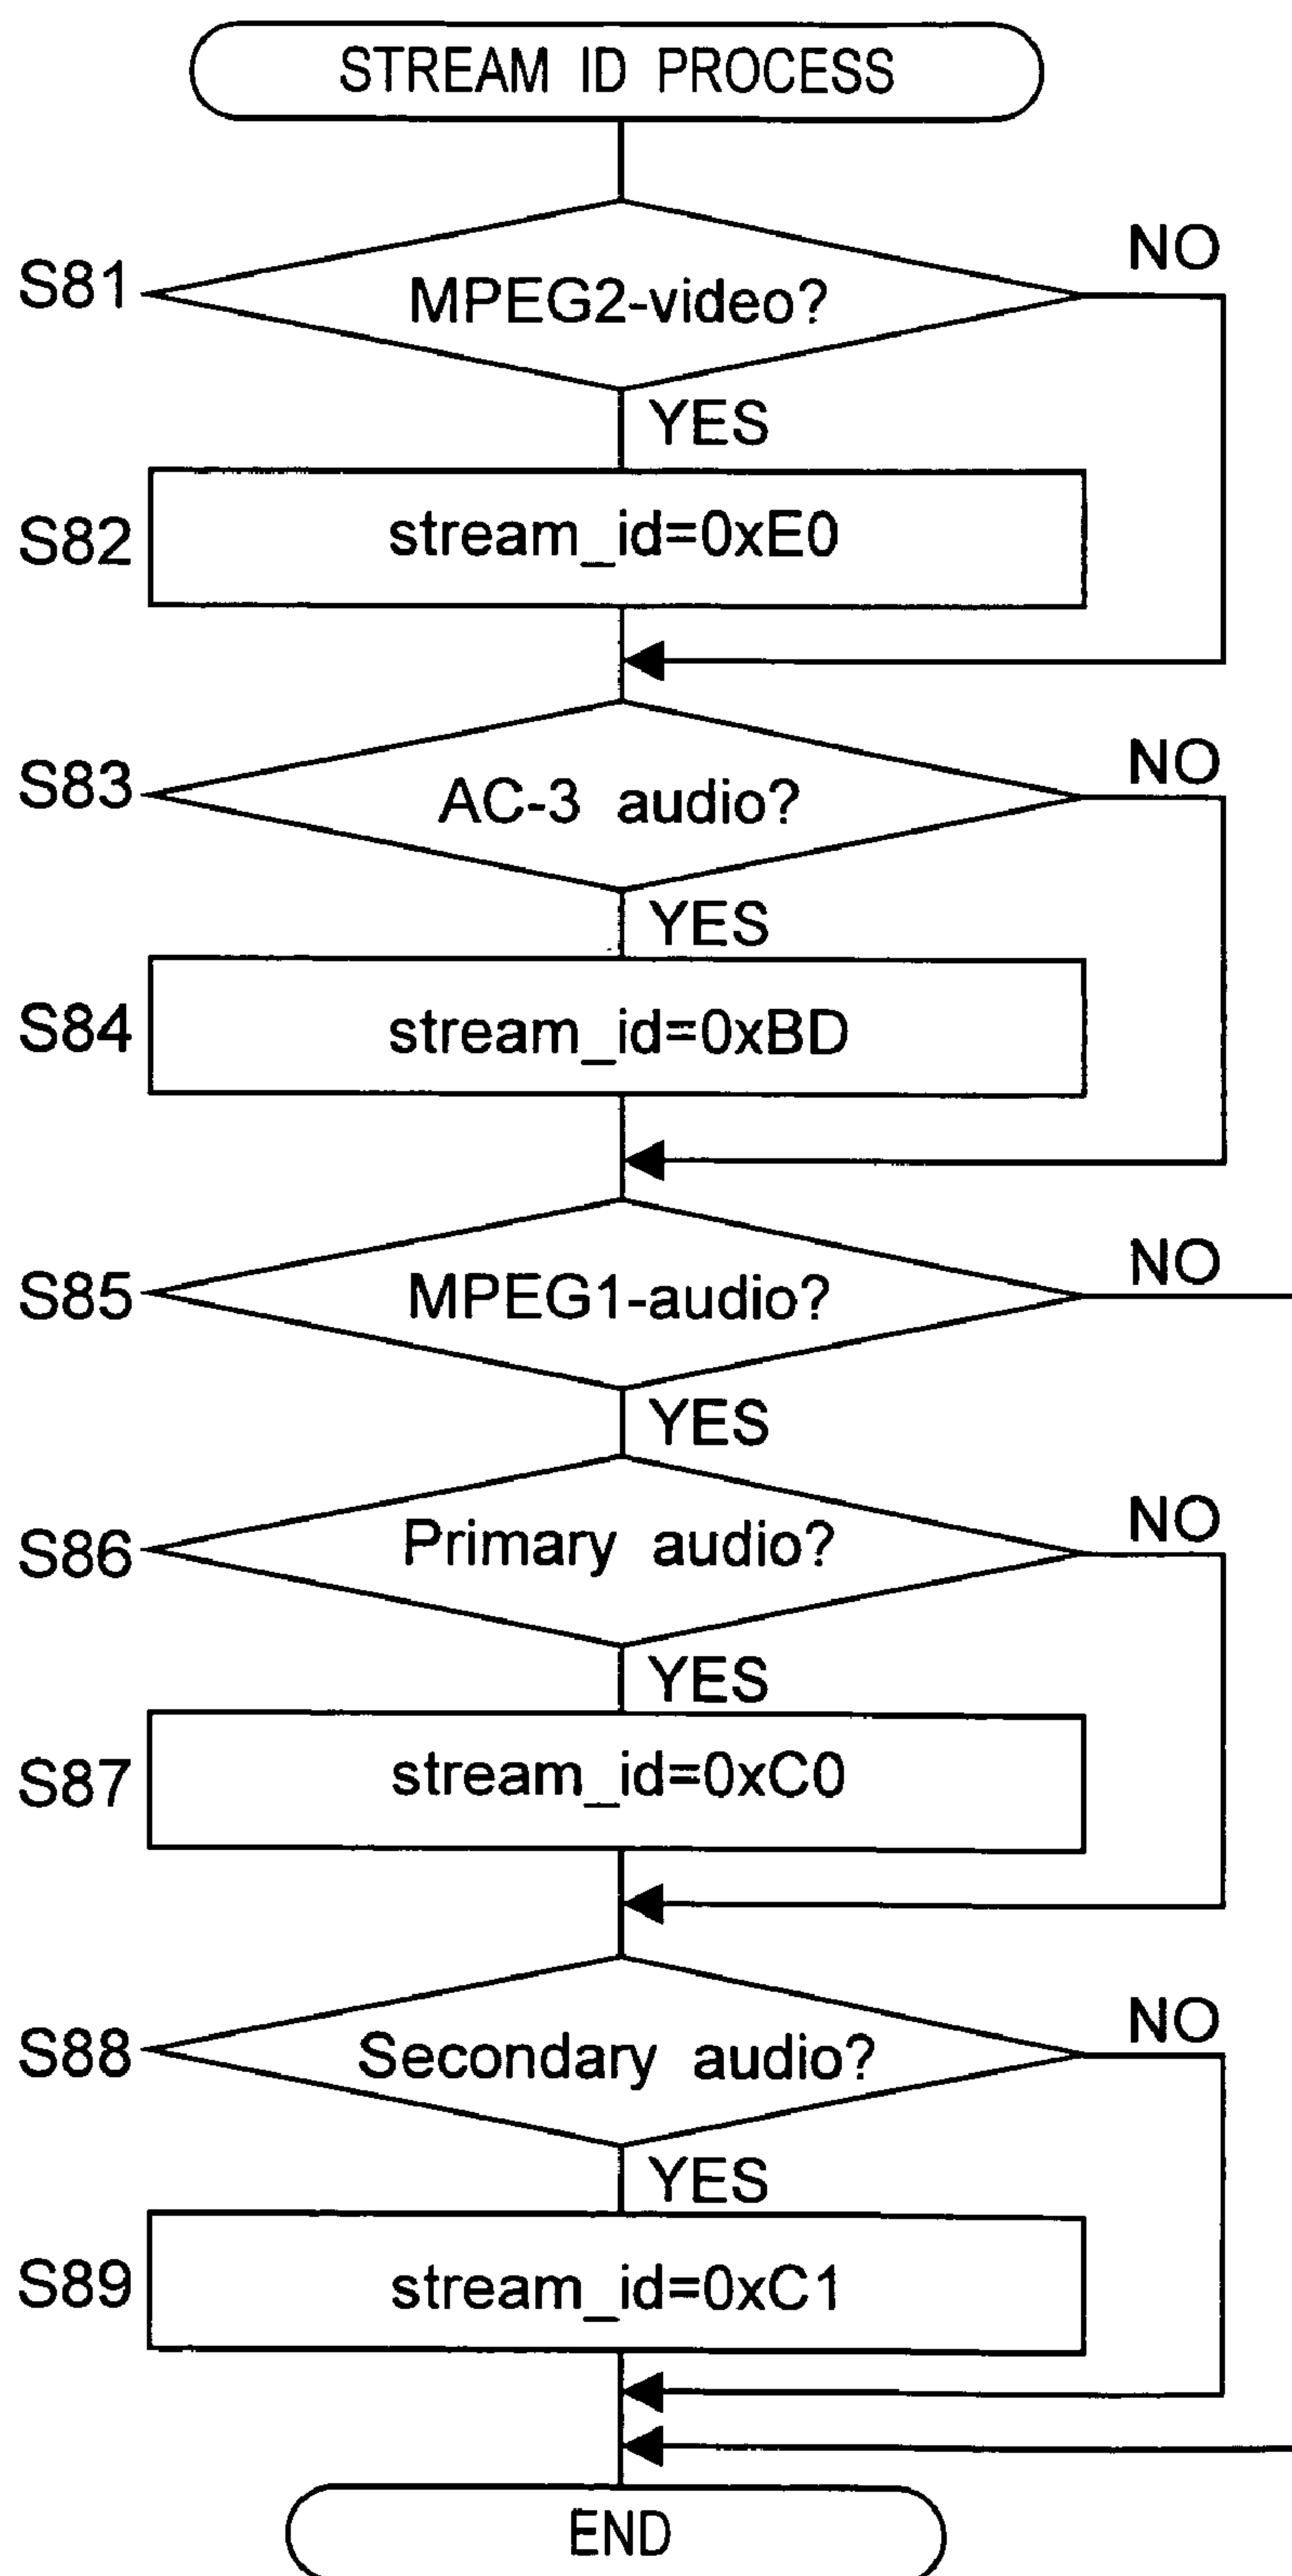 STREAM ID PROCESS
S81
MPEG2-video?
NO
YES
S82
stream_id=0xE0
S83
AC-3 audio?
NO
YES
S84
stream_id=0xBD
S85
MPEG1-audio?
NO
YES
S86
Primary audio?
NO
YES
S87
stream_id=0xC0
S88
Secondary audio?
NO
YES
S89
stream_id=0xC1
END